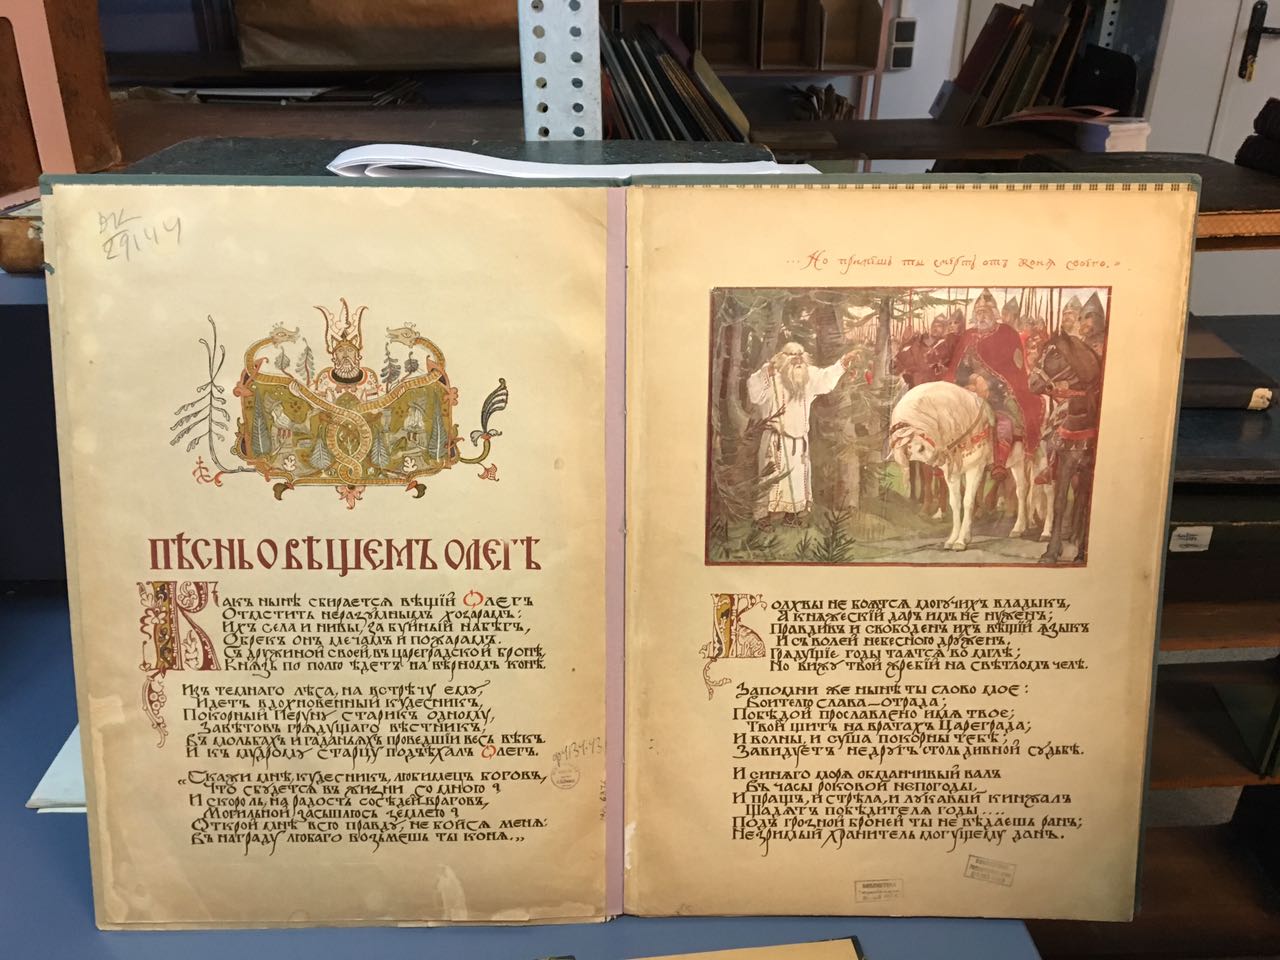 29144
ПѢСНЬ О ВѢЩЕМЪ ОЛЕГѢ
Какъ нынѣ сбирается вѣщій Олегъ
Отмстить неразумнымъ хозарамъ:
Ихъ села и нивы, за буйный набѣгъ,
Обрекъ онъ мечамъ и пожарамъ.
Съ дружиной своей, въ цареградской бронѣ,
Князь по полю ѣдетъ на вѣрномъ конѣ.
Изъ темнаго лѣса, на встрѣчу ему,
Идетъ вдохновенный кудесникъ,
Покорный Перуну старикъ одному,
Завѣтовъ грядущаго вѣстникъ,
Въ мольбахъ и гаданьяхъ проведшій весь вѣкъ.
И къ мудрому старцу подъѣхалъ Олегъ.
„Скажи мнѣ, кудесникъ, любимецъ боговъ,
Что сбудется въ жизни со мною?
И скоро ль, на радость сосѣдей-враговъ,
Могильной засыплюсь землею?
Открой мнѣ всю правду, не бойся меня:
Въ награду любаго возьмешь ты коня.„
...Но примешь ты смерть отъ коня своего."
Волхвы не боятся могучихъ владыкъ,
А княжескій даръ имъ не нуженъ;
Правдивъ и свободенъ ихъ вѣщій языкъ
И съ волей небесною друженъ.
Грядущіе годы таятся во мглѣ;
Но вижу твой жребій на свѣтломъ челѣ.
Запомни же нынѣ ты слово мое:
Воителю слава—отрада;
Побѣдой прославлено имя твое;
Твой щитъ на вратахъ Цареграда;
И волны, и суша покорны тебѣ;
Завидуетъ недругъ столь дивной судьбѣ.
И синаго моря обманчивый валъ
Въ часы роковой непогоды,
И пращъ, и стрѣла, и лукавый кинжалъ
Щадятъ побѣдителя годы....
Подъ грозной броней ты не вѣдаешь ранъ;
Незримый хранитель могущему данъ.
БИБЛІОТЕКА